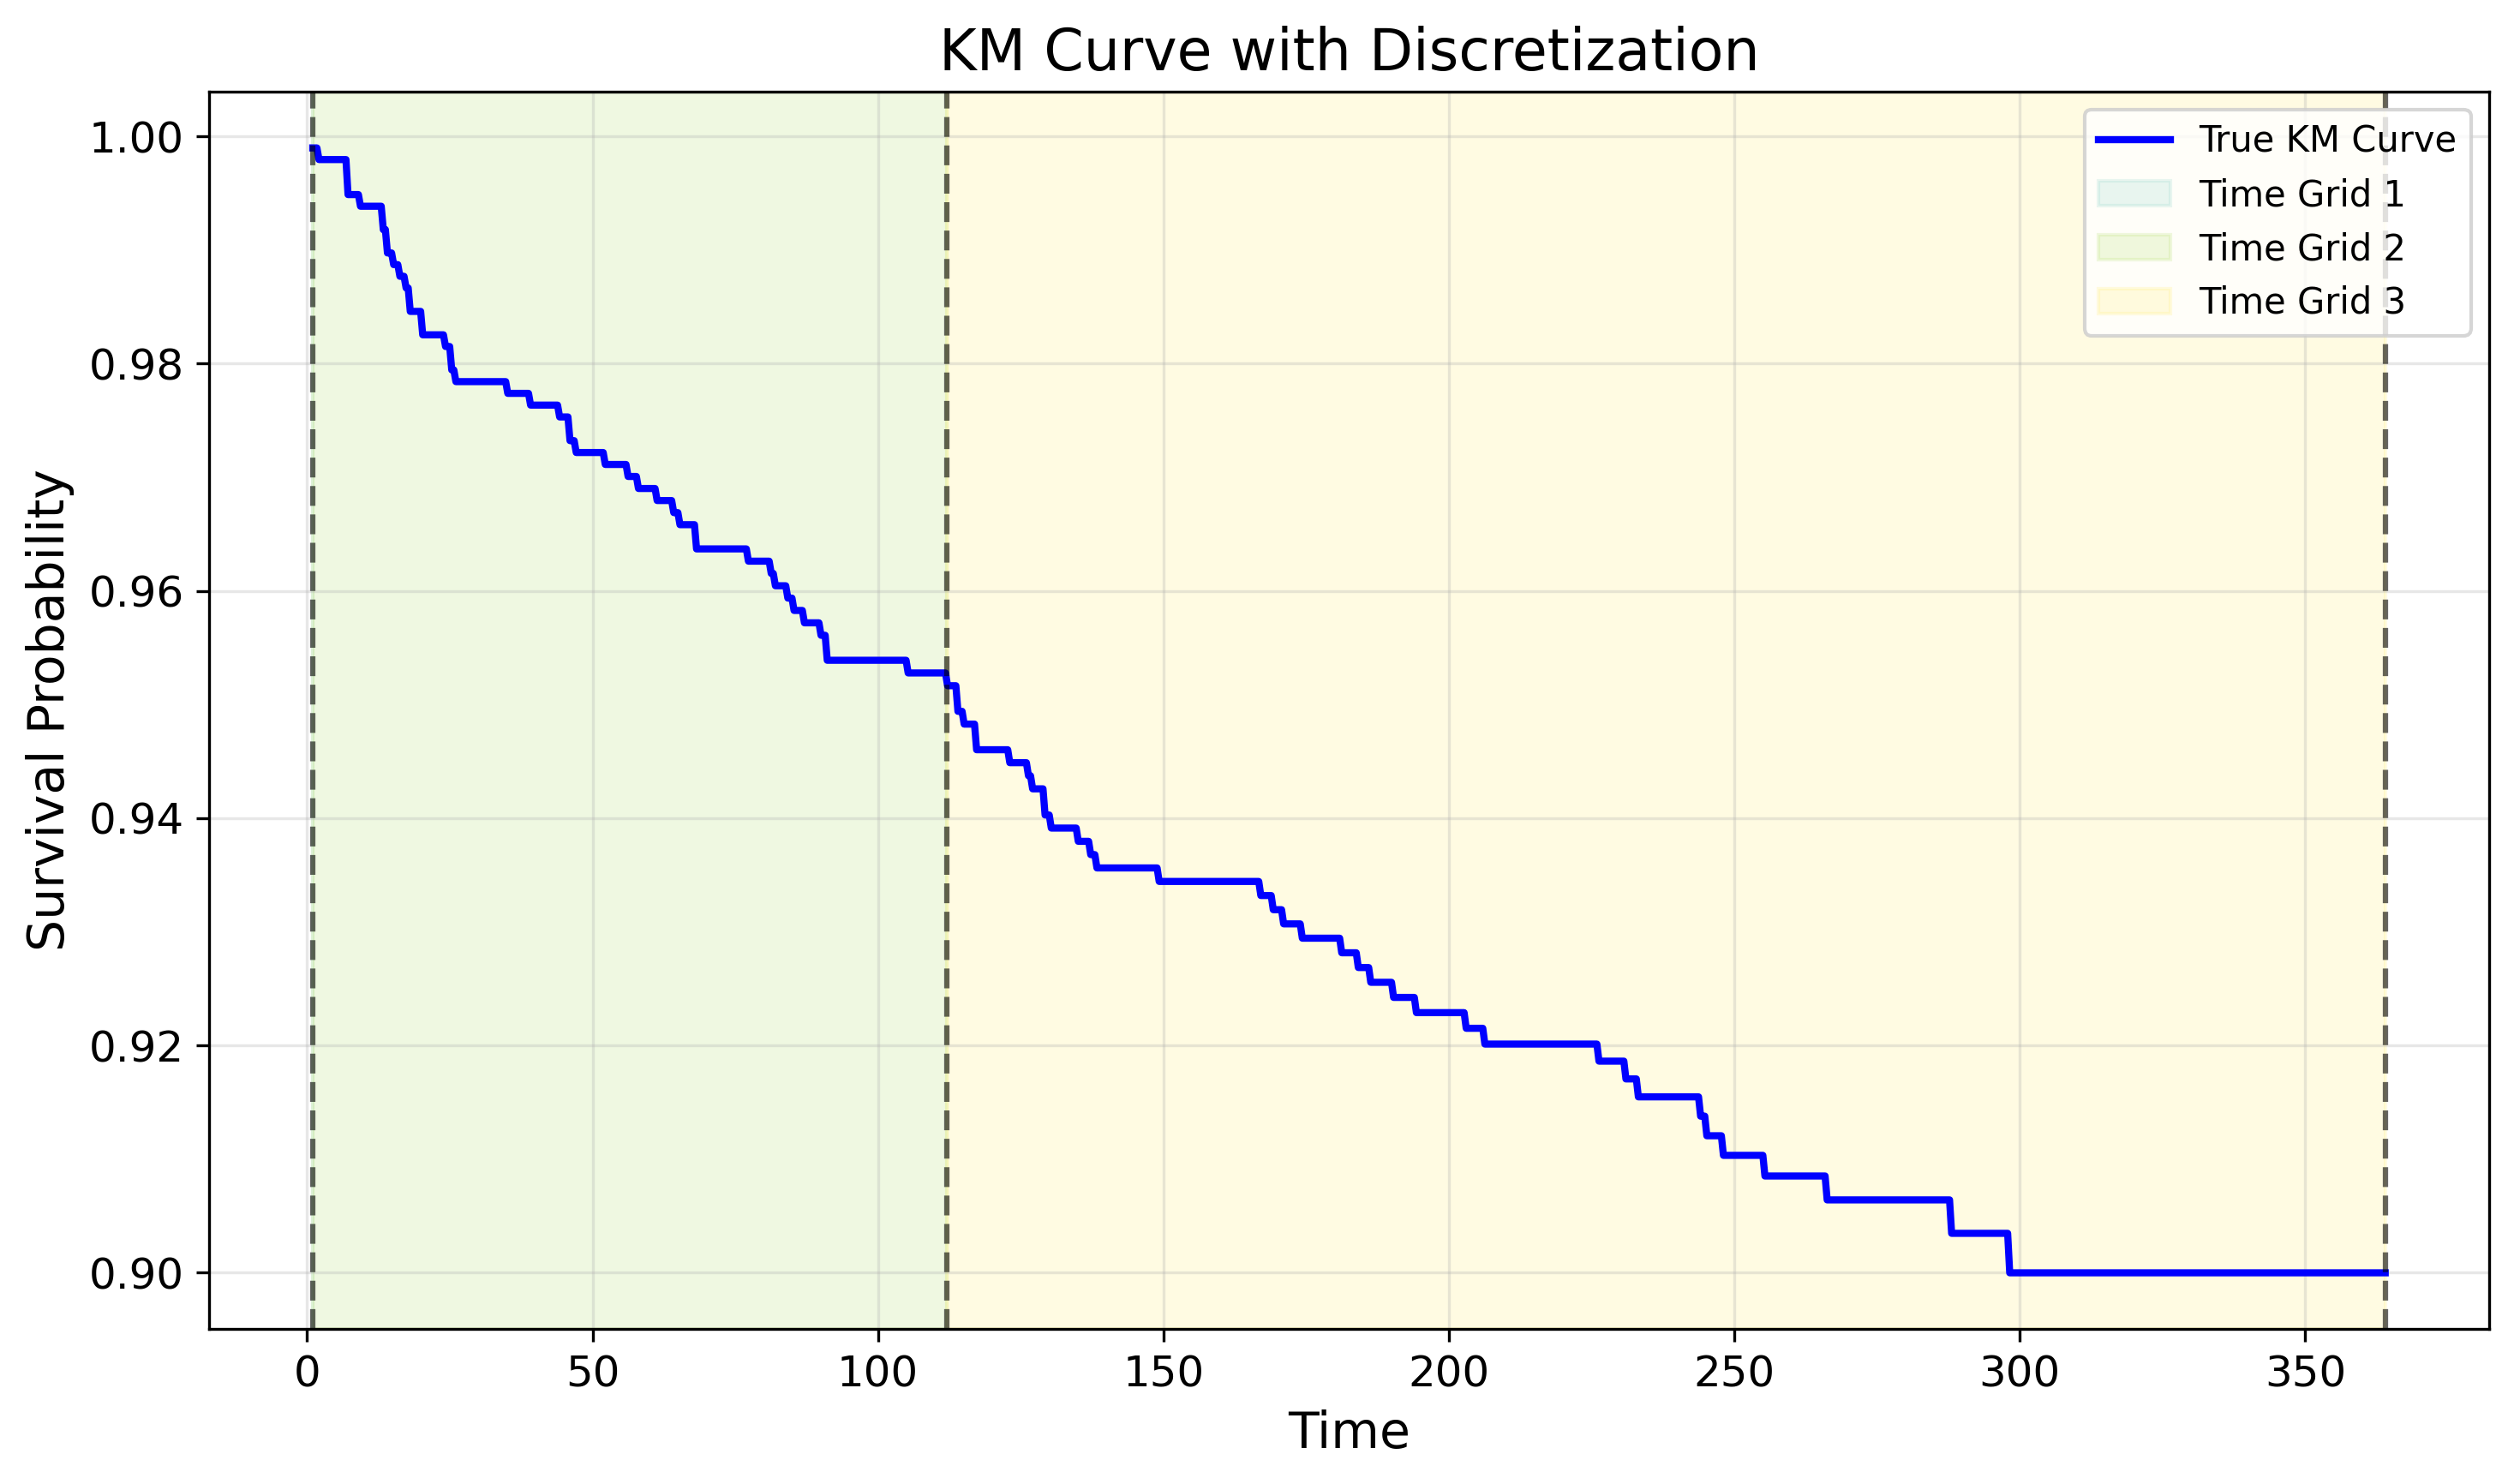 KM Curve with Discretization
True KM Curve
Time Grid 1
Time Grid 2
Time Grid 3
1.00
0.98
0.96
0.94
0.92
0.90
Survival Probability
0 50 100 150 200 250 300 350
Time